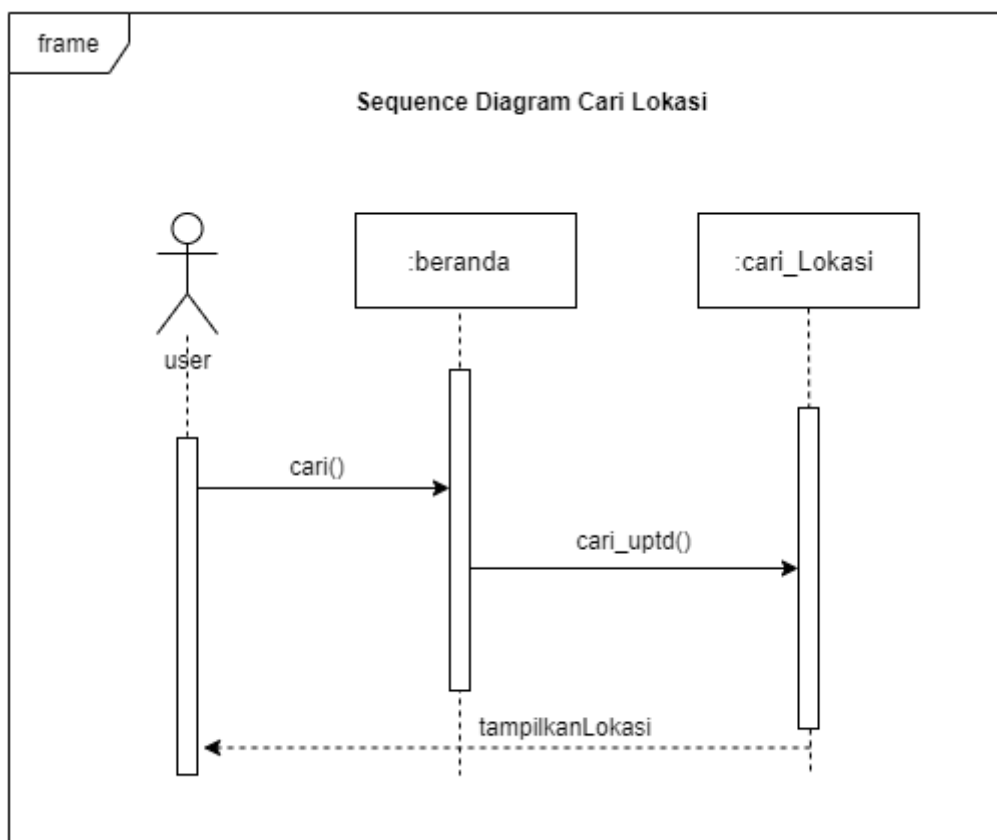 frame
Sequence Diagram Cari Lokasi
:beranda
:cari_Lokasi
user
cari()
cari_uptd()
tampilkanLokasi